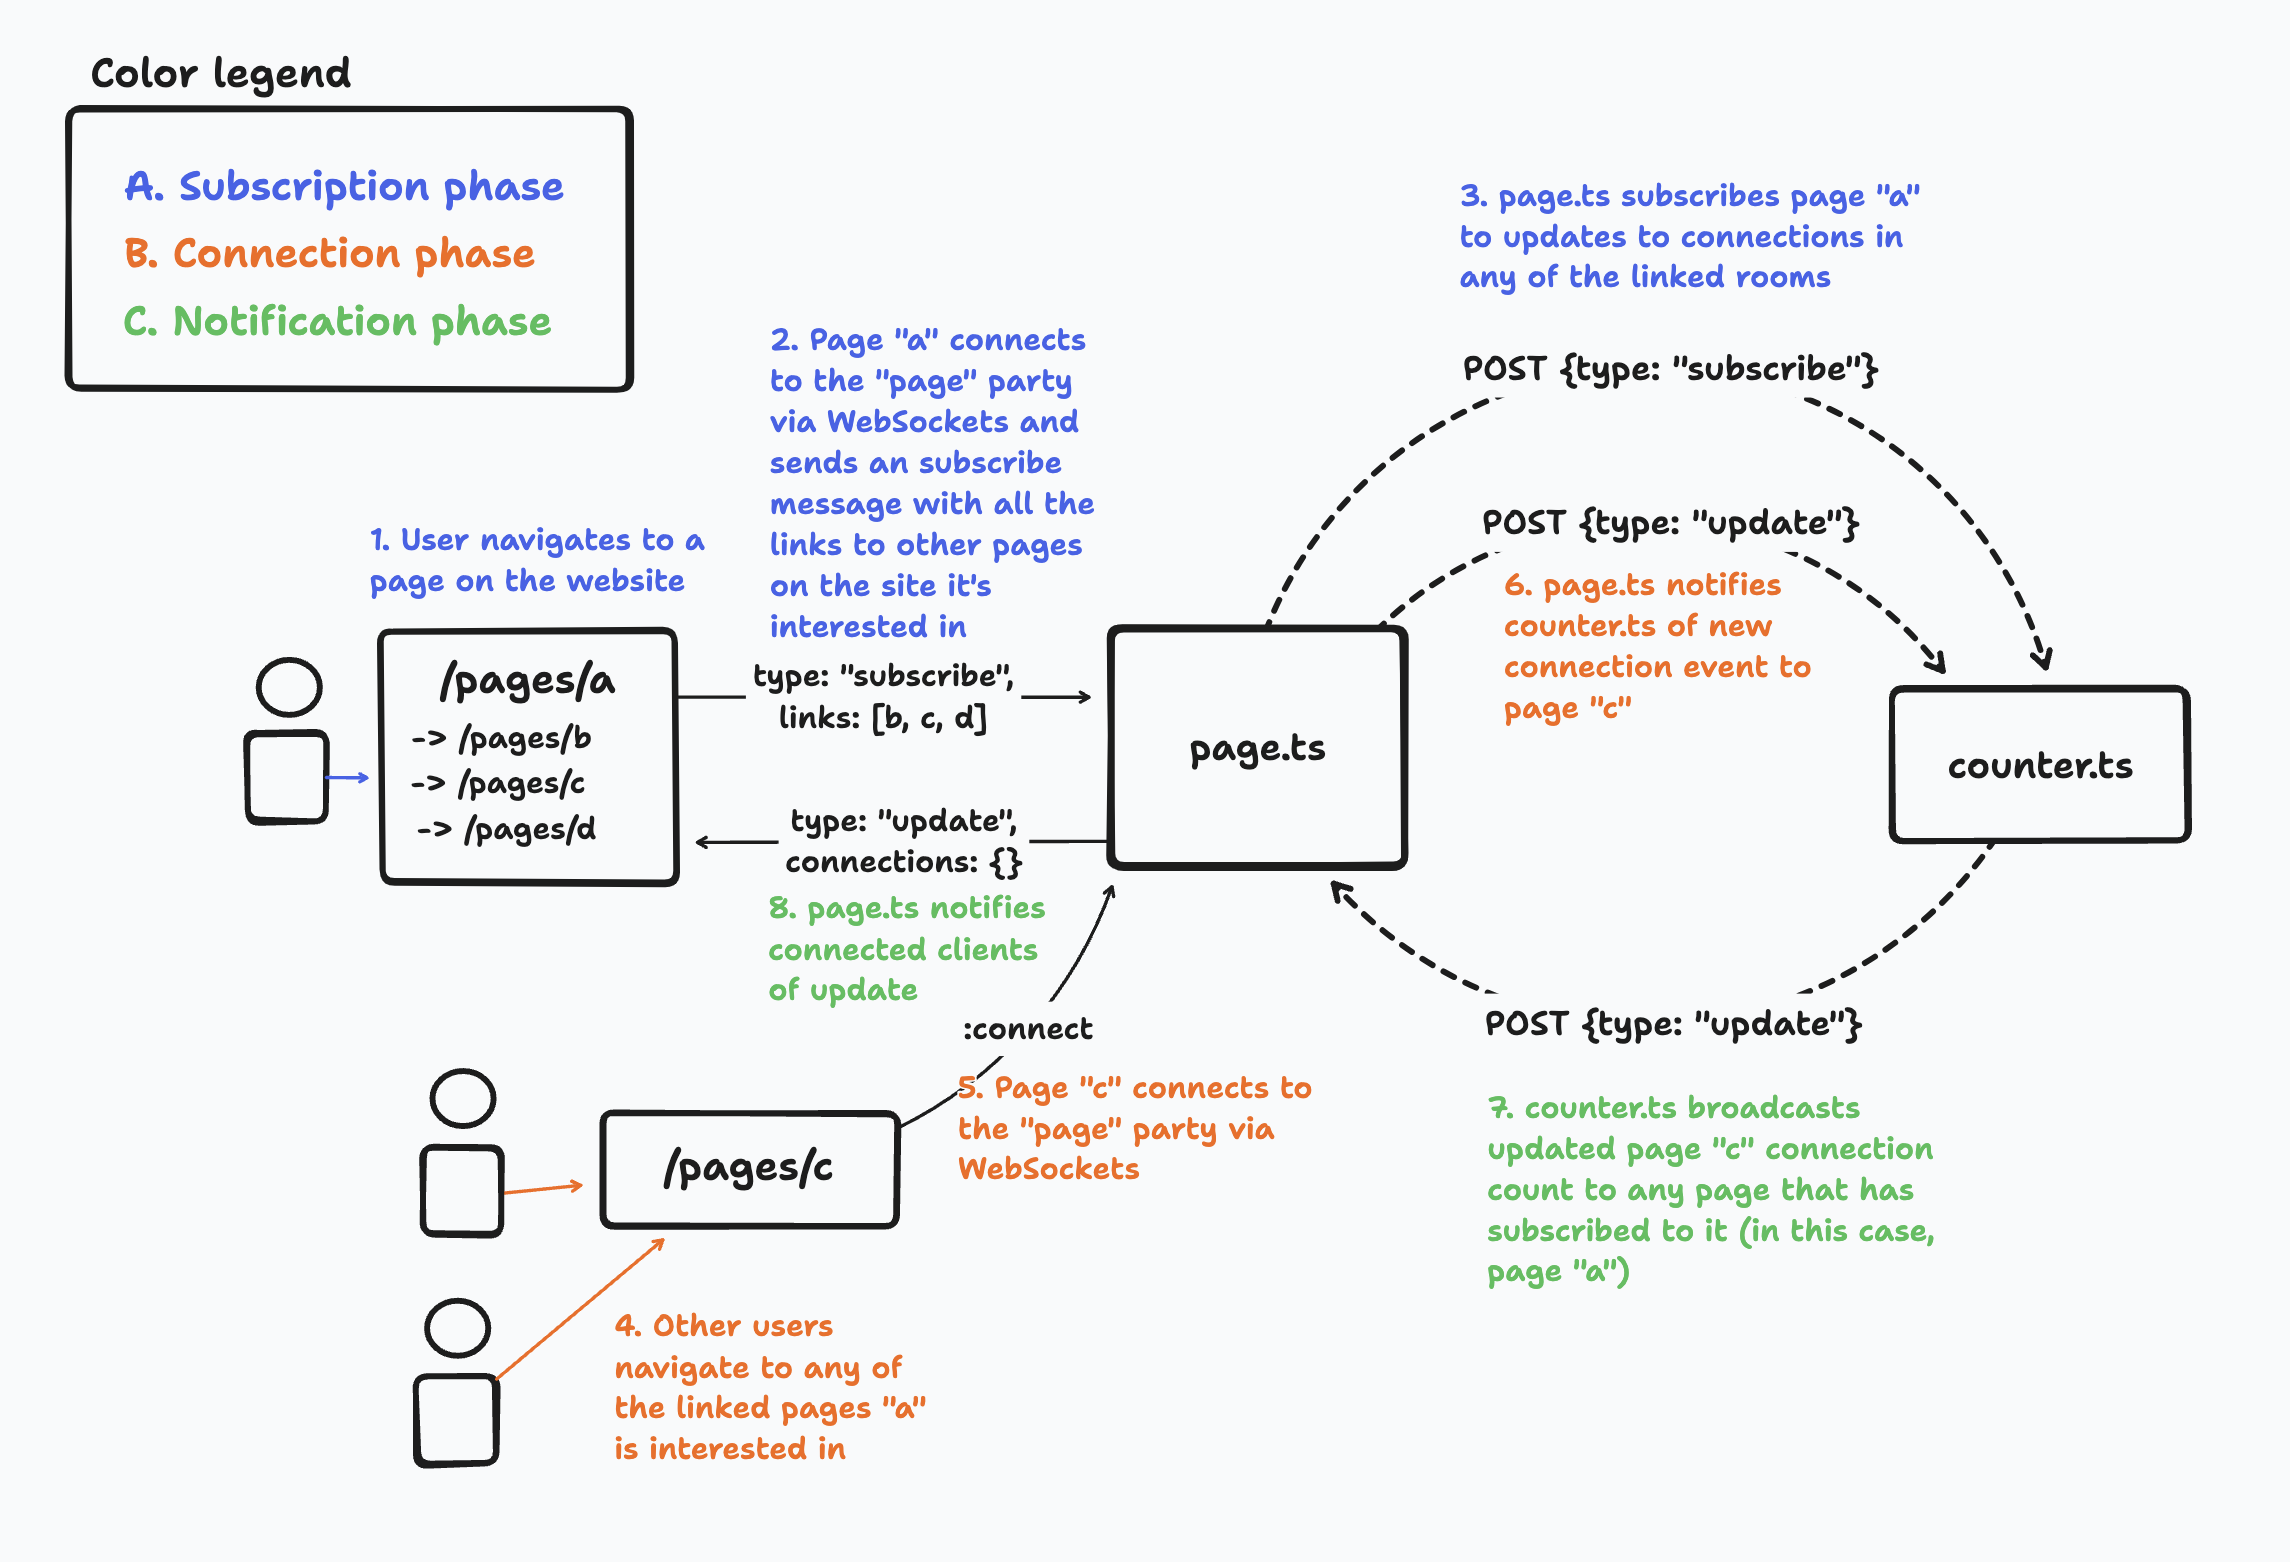 Color legend
A. Subscription phase
B. Connection phase
C. Notification phase
1. User navigates to a
page on the website
/pages/a
-> /pages/b
-> /pages/c
-> /pages/d
2. Page "a" connects
to the "page" party
via WebSockets and
sends an subscribe
message with all the
links to other pages
on the site it's
interested in
type: "subscribe",
links: [b, c, d]
page.ts
3. page.ts subscribes page "a"
to updates to connections in
any of the linked rooms
POST {type: "subscribe"}
POST {type: "update"}
6. page.ts notifies
counter.ts of new
connection event to
page "c"
counter.ts
type: "update",
connections: {}
8. page.ts notifies
connected clients
of update
:connect
5. Page "c" connects to
the "page" party via
WebSockets
/pages/c
4. Other users
navigate to any of
the linked pages "a"
is interested in
POST {type: "update"}
7. counter.ts broadcasts
updated page "c" connection
count to any page that has
subscribed to it (in this case,
page "a")